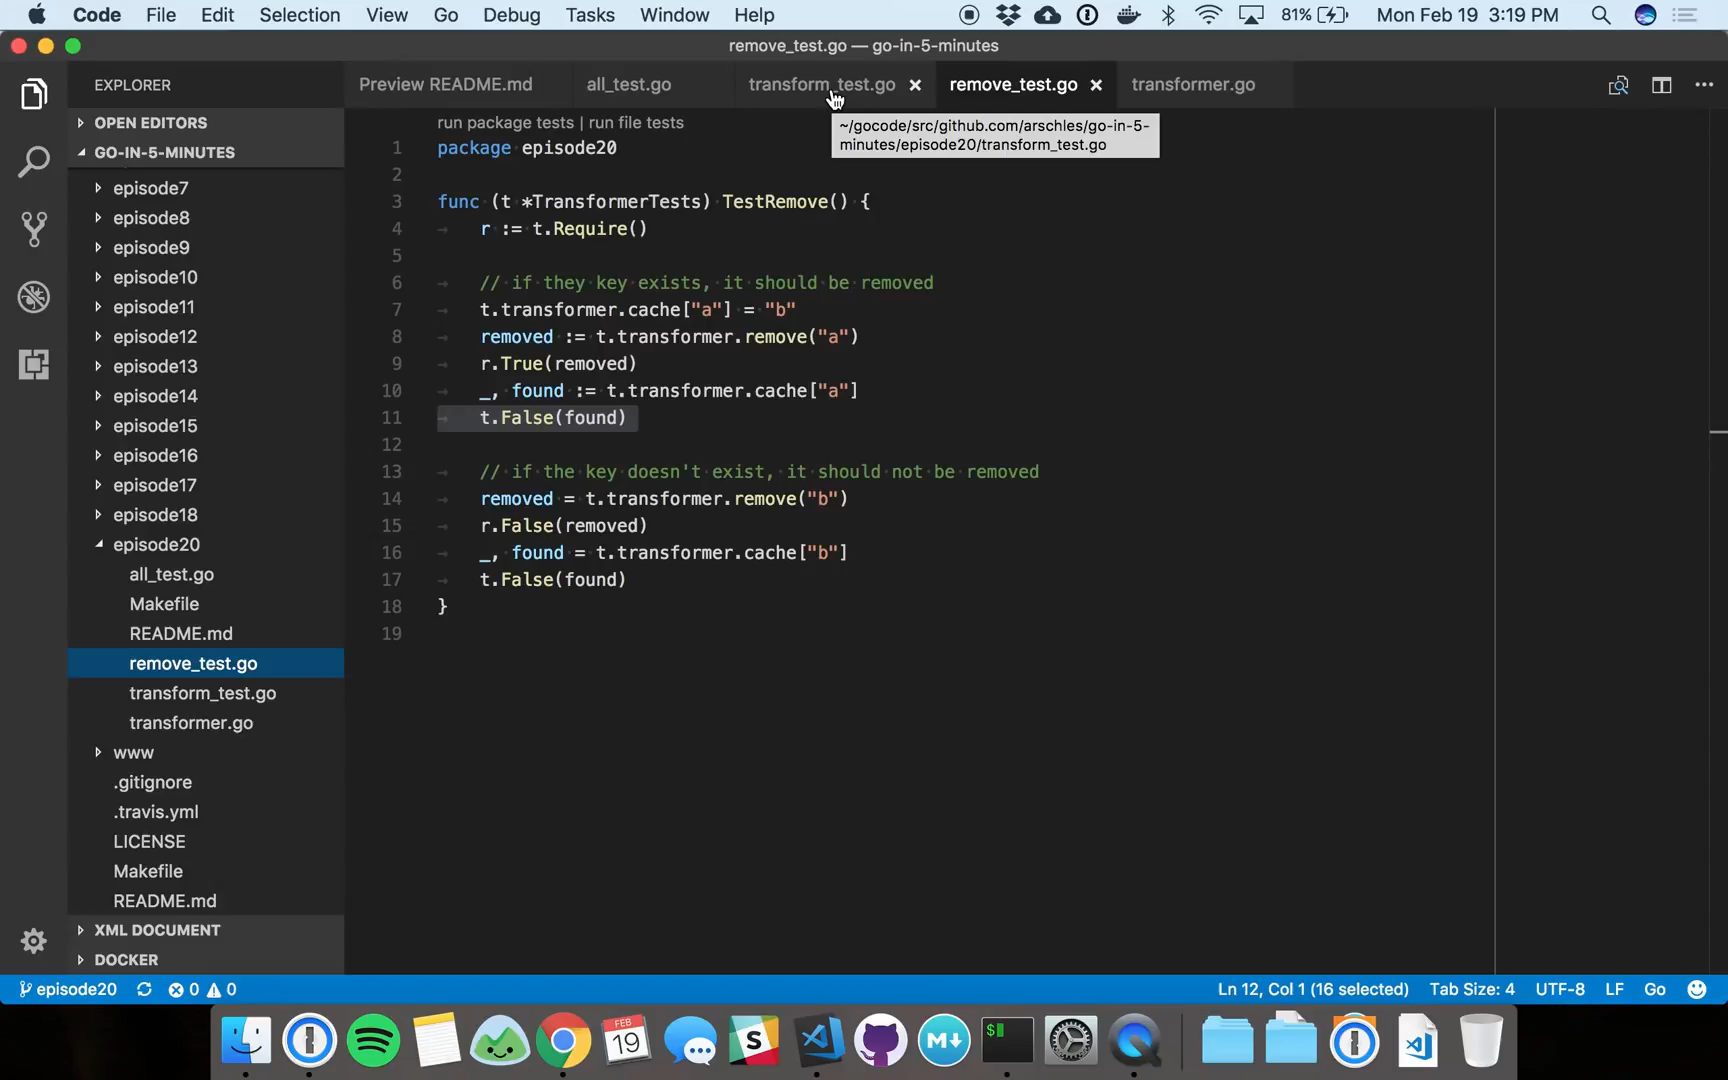 Code File Edit Selection View Go Debug Tasks Window Help 81% Mon Feb 19 3:19 PM
remove_test.go — go-in-5-minutes
EXPLORER
Preview README.md all_test.go transform_test.go remove_test.go transformer.go
~/gocode/src/github.com/arschles/go-in-5-
minutes/episode20/transform_test.go
OPEN EDITORS
GO-IN-5-MINUTES
episode7
episode8
episode9
episode10
episode11
episode12
episode13
episode14
episode15
episode16
episode17
episode18
episode20
all_test.go
Makefile
README.md
remove_test.go
transform_test.go
transformer.go
www
.gitignore
.travis.yml
LICENSE
Makefile
README.md
XML DOCUMENT
DOCKER
run package tests | run file tests
1 package episode20
2
3 func (t *TransformerTests) TestRemove() {
4 r := t.Require()
5
6 // if they key exists, it should be removed
7 t.transformer.cache["a"] = "b"
8 removed := t.transformer.remove("a")
9 r.True(removed)
10 _, found := t.transformer.cache["a"]
11 t.False(found)
12
13 // if the key doesn't exist, it should not be removed
14 removed = t.transformer.remove("b")
15 r.False(removed)
16 _, found = t.transformer.cache["b"]
17 t.False(found)
18 }
19
episode20 0 0 Ln 12, Col 1 (16 selected) Tab Size: 4 UTF-8 LF Go
FEB
19
S
M
$